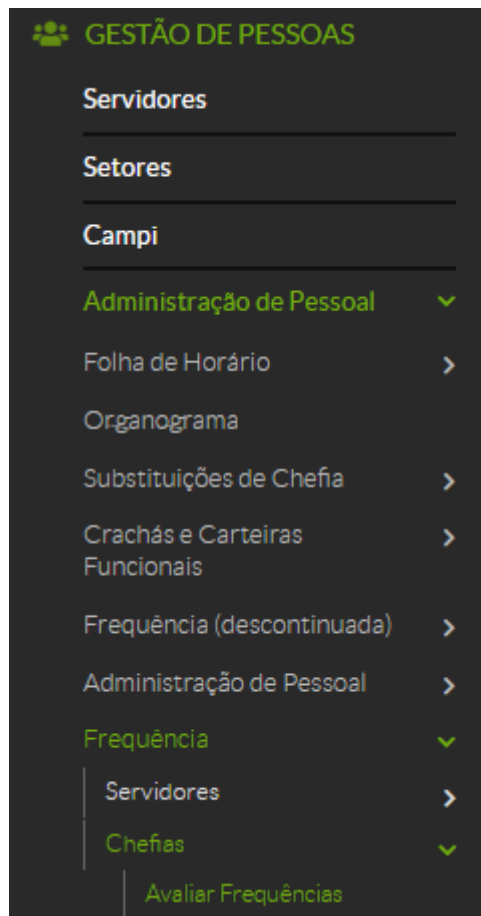 GESTÃO DE PESSOAS
Servidores
Setores
Campi
Administração de Pessoal
Folha de Horário
Organograma
Substituições de Chefia
Crachás e Carteiras
Funcionais
Frequência (descontinuada)
Administração de Pessoal
Frequência
Servidores
Chefias
Avaliar Frequências